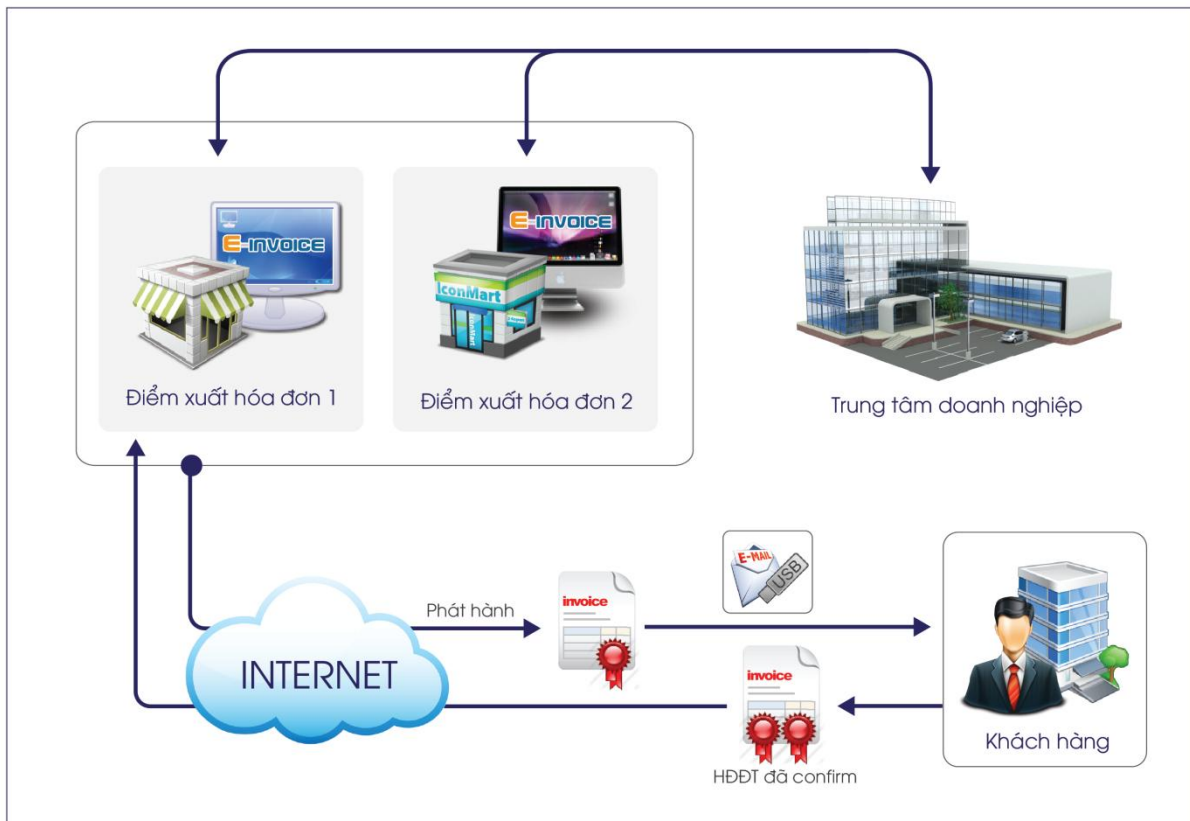 E-INVOICE
E-INVOICE
IconMart
Điểm xuất hóa đơn 1
Điểm xuất hóa đơn 2
Trung tâm doanh nghiệp
E-MAIL
USB
Phát hành
invoice
INTERNET
invoice
HĐĐT đã confirm
Khách hàng